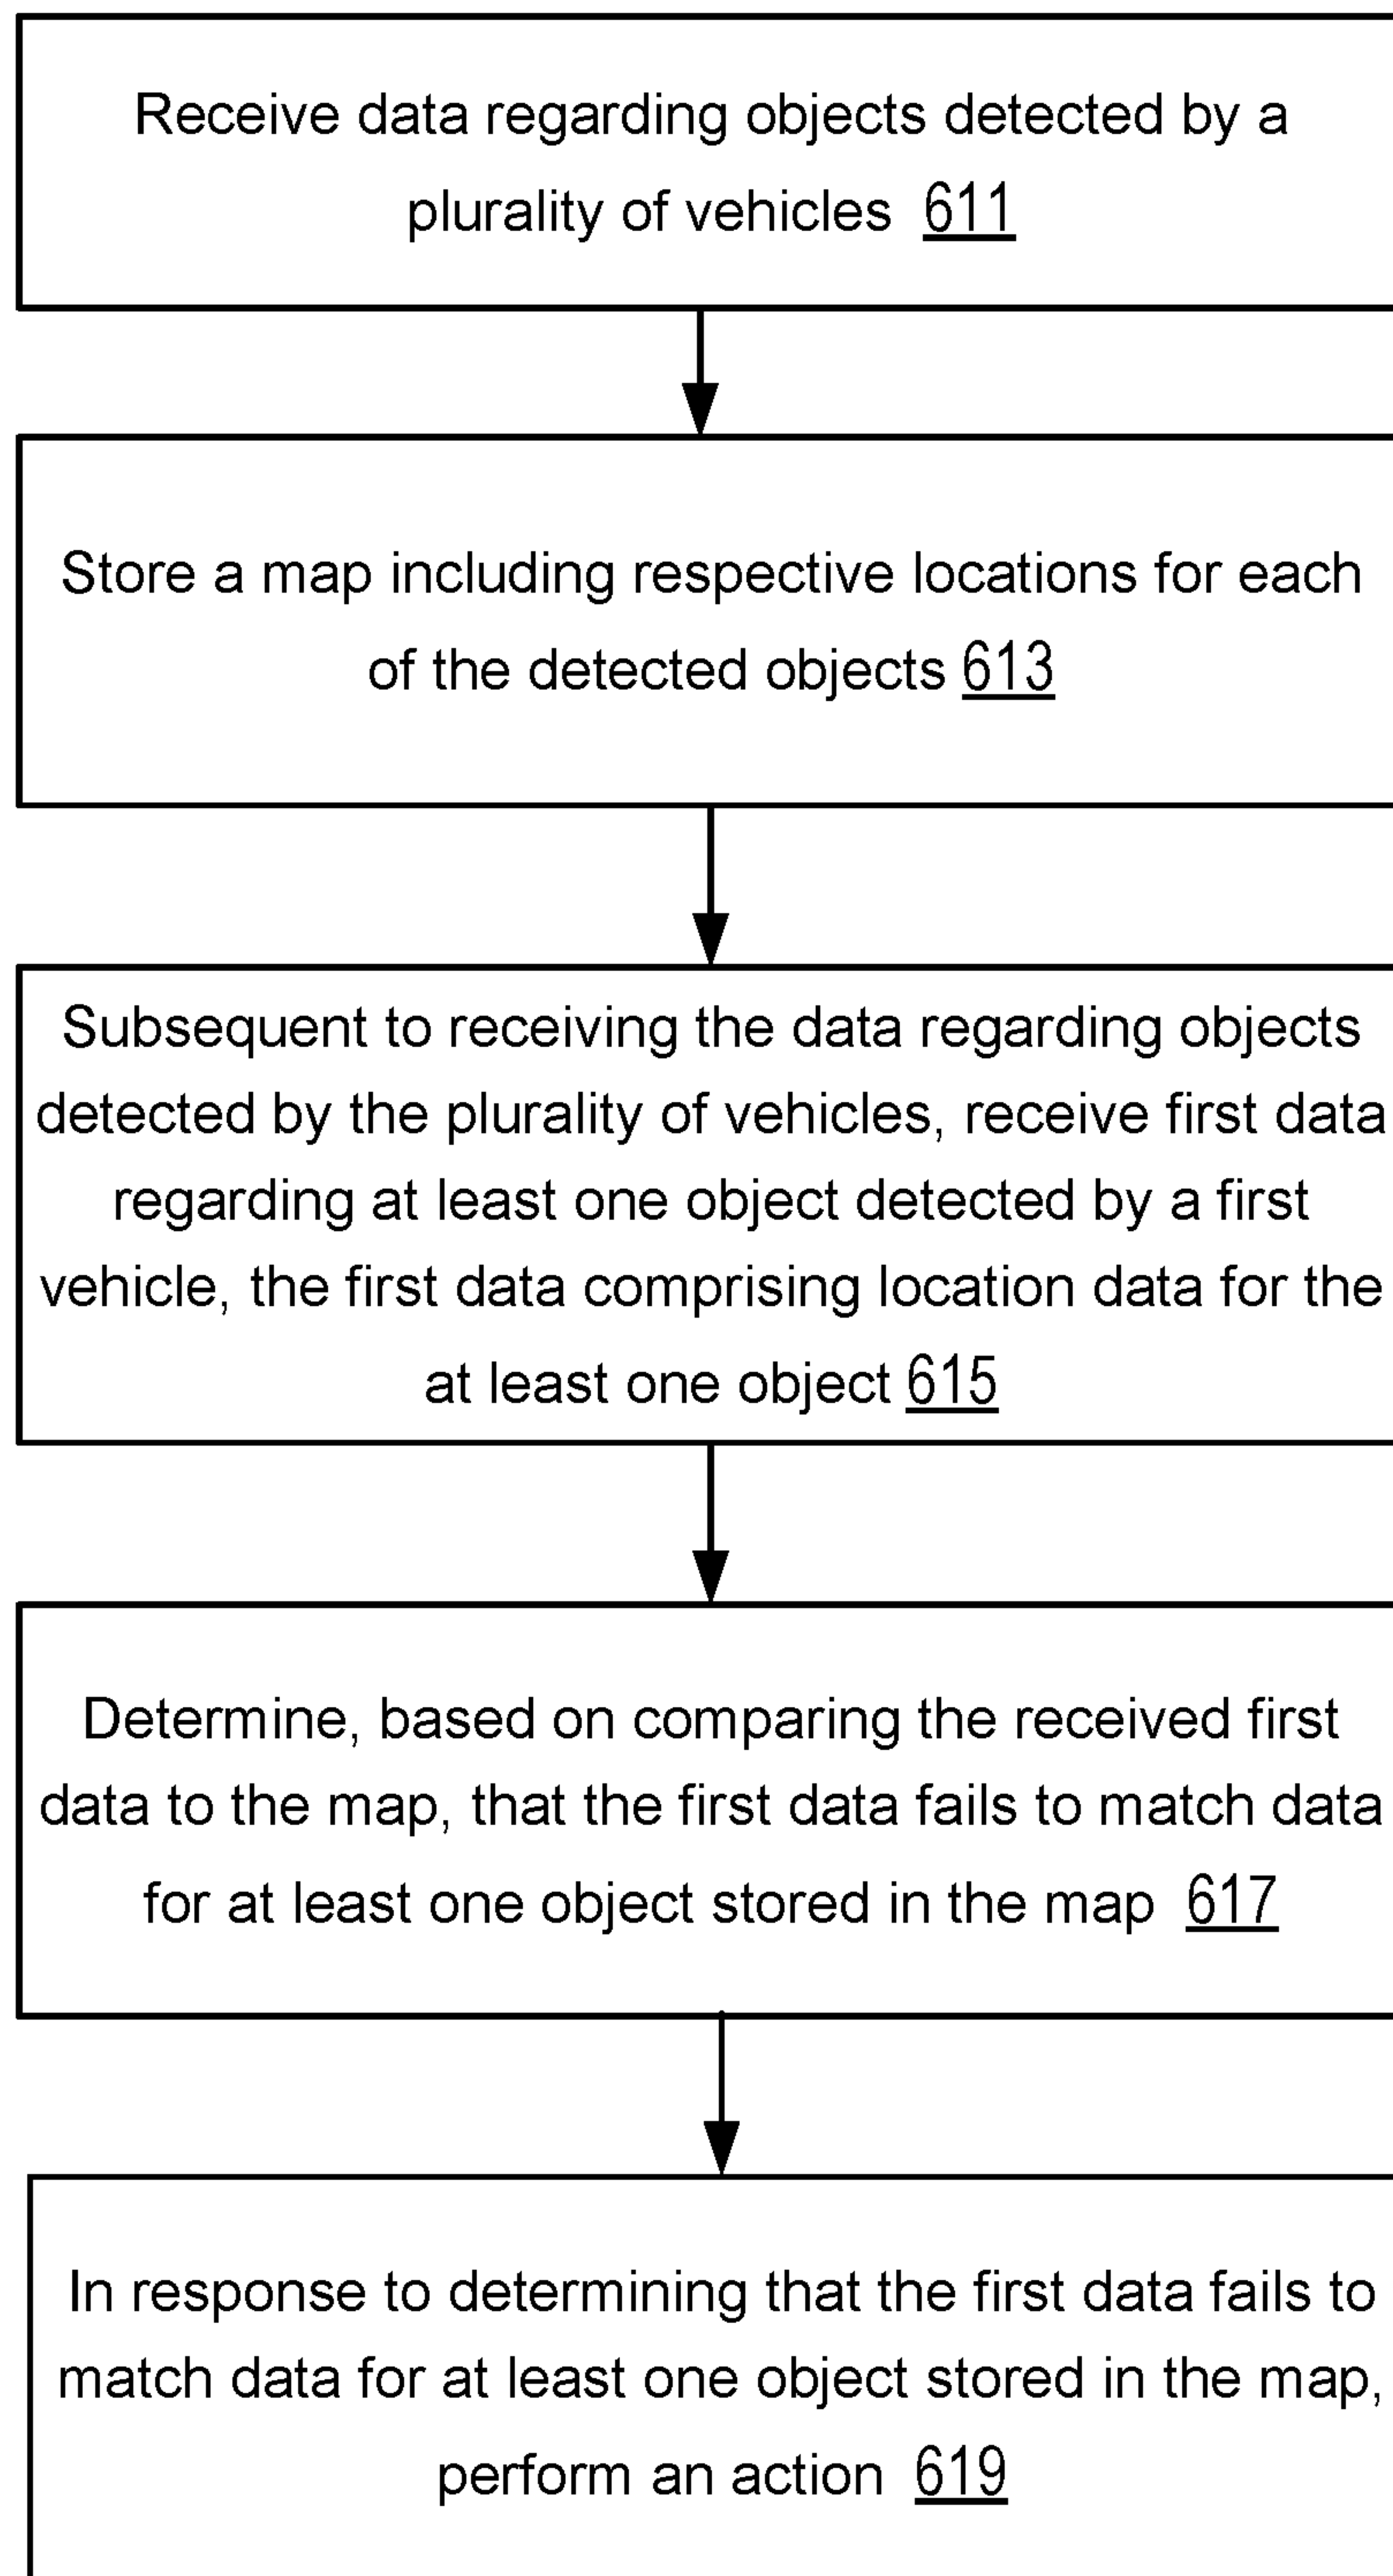 Receive data regarding objects detected by a
plurality of vehicles 611
Store a map including respective locations for each
of the detected objects 613
Subsequent to receiving the data regarding objects
detected by the plurality of vehicles, receive first data
regarding at least one object detected by a first
vehicle, the first data comprising location data for the
at least one object 615
Determine, based on comparing the received first
data to the map, that the first data fails to match data
for at least one object stored in the map 617
In response to determining that the first data fails to
match data for at least one object stored in the map,
perform an action 619